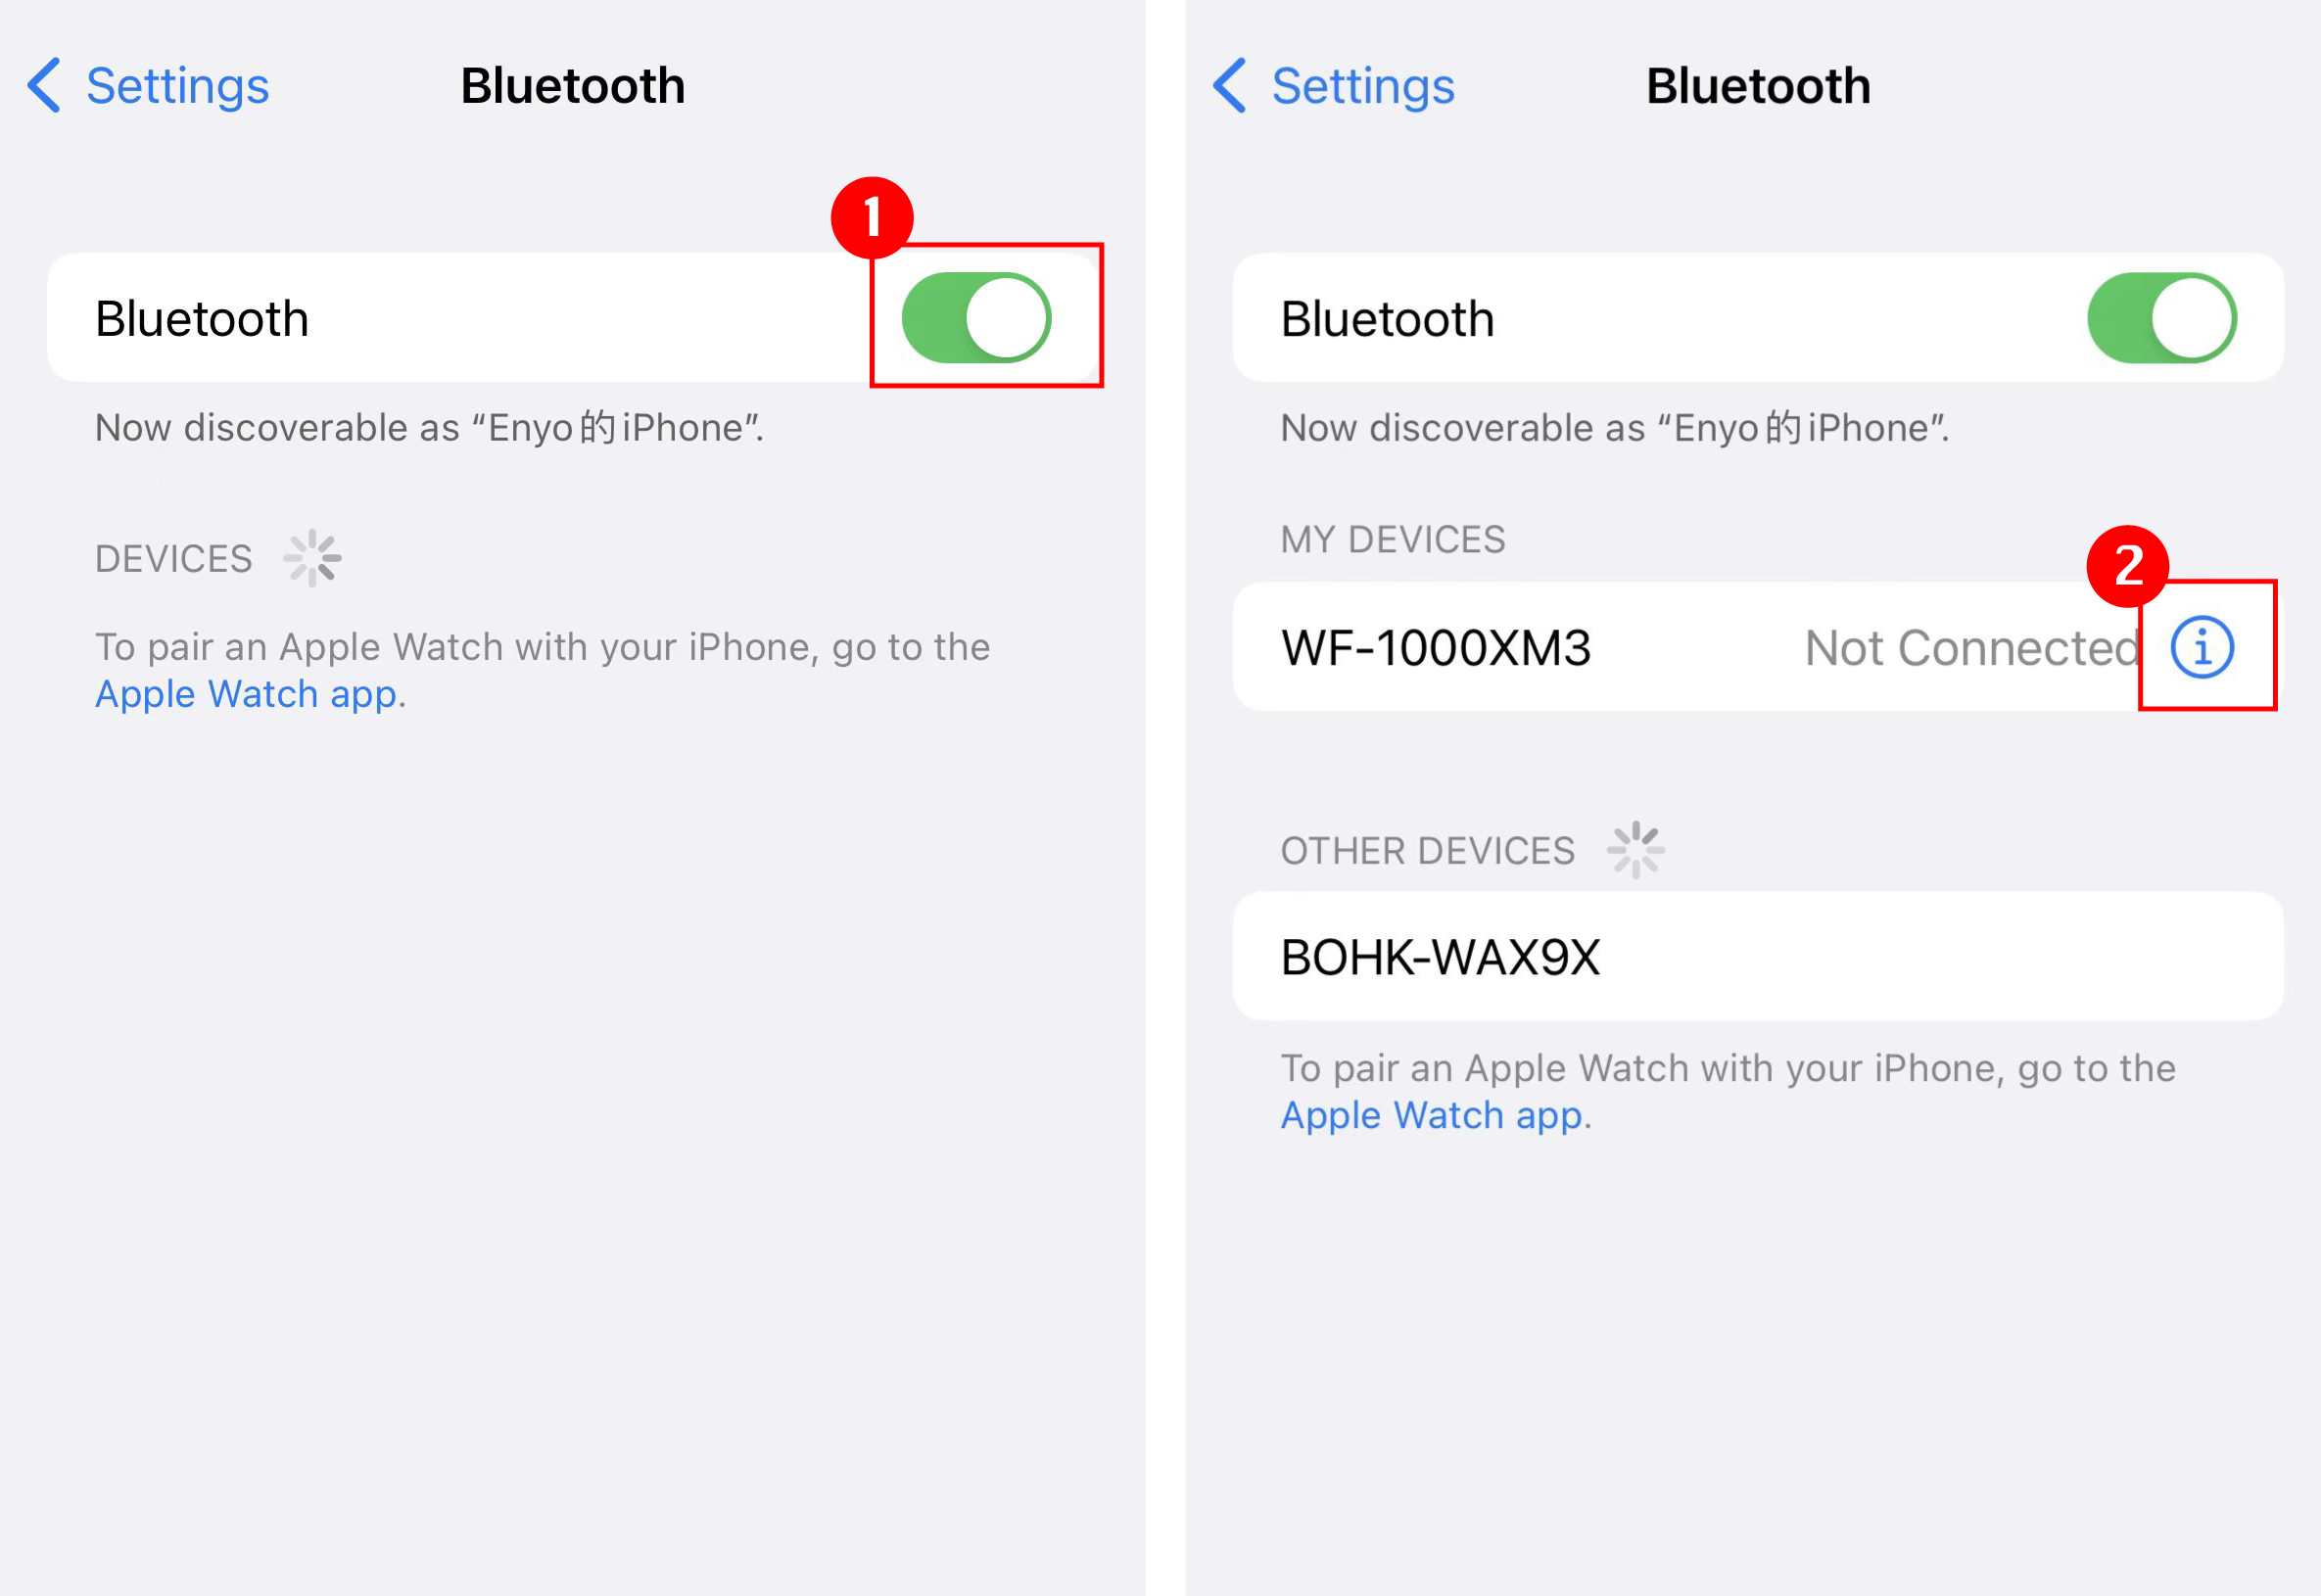 Settings
Bluetooth
1
Bluetooth
Now discoverable as “Enyo的iPhone”.
DEVICES
To pair an Apple Watch with your iPhone, go to the
Apple Watch app.
Settings
Bluetooth
Bluetooth
Now discoverable as “Enyo的iPhone”.
MY DEVICES
2
WF-1000XM3 Not Connected i
OTHER DEVICES
BOHK-WAX9X
To pair an Apple Watch with your iPhone, go to the
Apple Watch app.